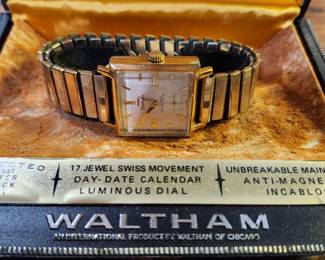 17 JEWEL SWISS MOVEMENT
DAY-DATE CALENDAR
LUMINOUS DIAL
UNBREAKABLE MAIN
ANTI-MAGNE
INCABLO
WALTHAM
AN INTERNATIONAL PRODUCT BY WALTHAM OF CHICAGO